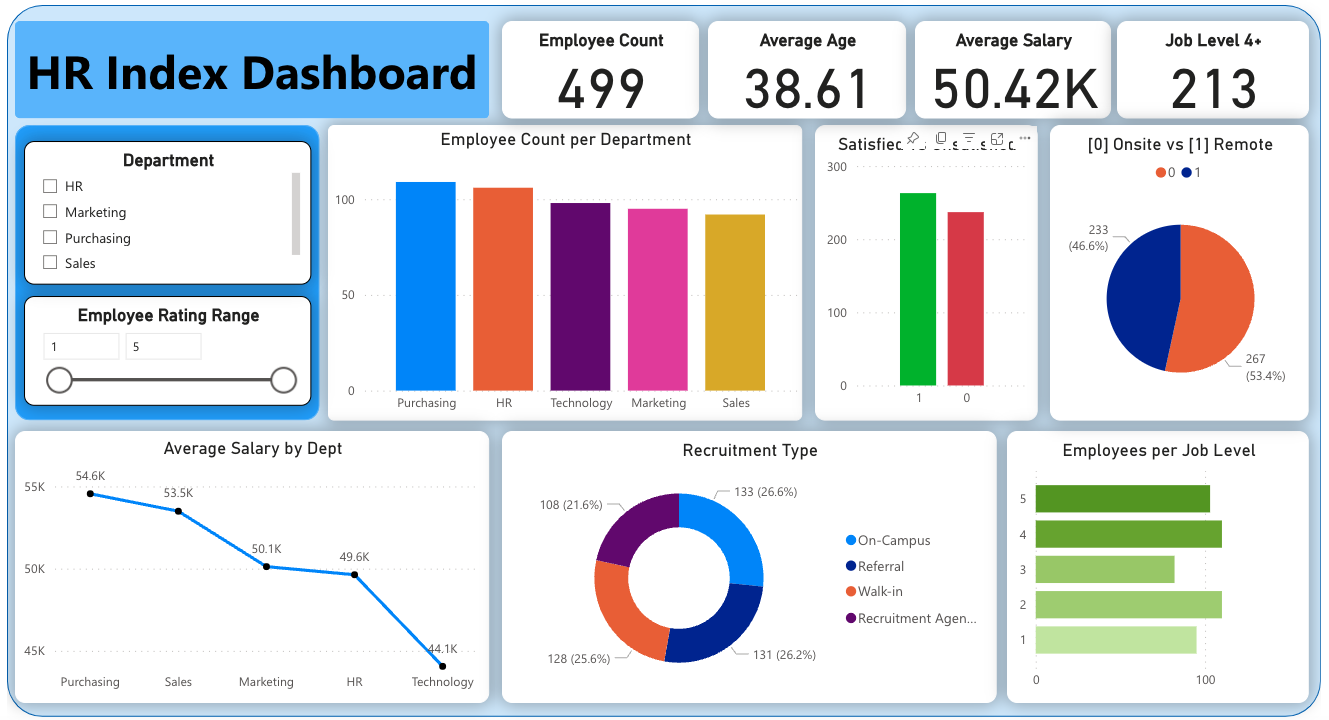 HR Index Dashboard
Employee Count
499
Average Age
38.61
Average Salary
50.42K
Job Level 4+
213
Department
HR
Marketing
Purchasing
Sales
Employee Rating Range
1
5
Employee Count per Department
100
50
0
Purchasing
HR
Technology
Marketing
Sales
Satisfied
300
200
100
0
1
0
[0] Onsite vs [1] Remote
0
1
233
(46.6%)
267
(53.4%)
Average Salary by Dept
55K
50K
45K
54.6K
53.5K
50.1K
49.6K
44.1K
Purchasing
Sales
Marketing
HR
Technology
Recruitment Type
133 (26.6%)
108 (21.6%)
128 (25.6%)
131 (26.2%)
On-Campus
Referral
Walk-in
Recruitment Agen...
Employees per Job Level
5
4
3
2
1
0
100